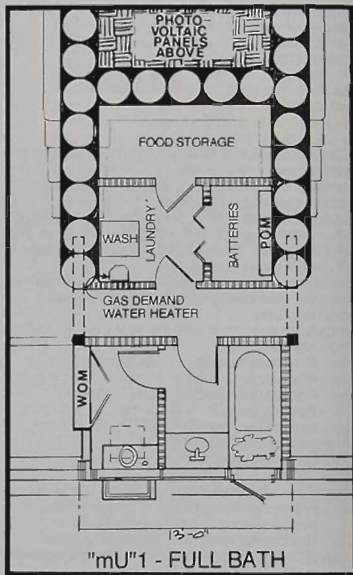 PHOTO-
VOLTAIC
PANELS
ABOVE
FOOD STORAGE
WASH
LAUNDRY
BATTERIES
POM
GAS DEMAND
WATER HEATER
WOM
13'-0"
"mU"1 - FULL BATH